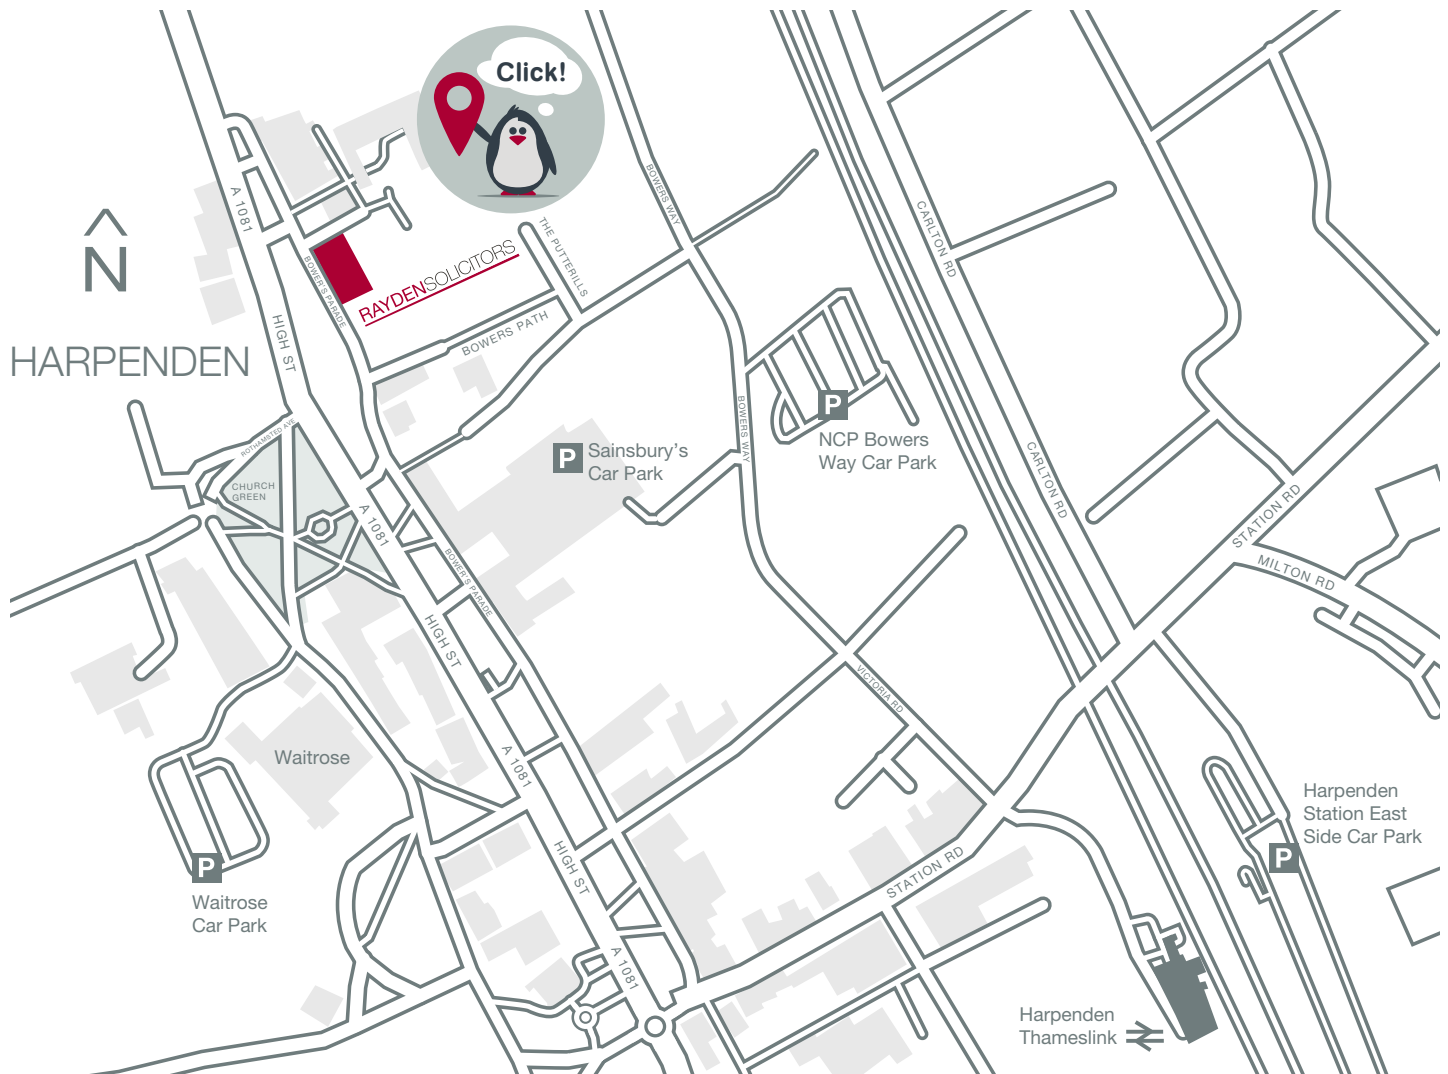 Click!
A 1081
BOWERS WAY
CARLTON RD
THE PUTTERILLS
N
BOWER'S PARADE
RAYDENSOLICITORS
HIGH ST
BOWERS PATH
HARPENDEN
ROTHAMSTED AVE
BOWERS WAY
P
NCP Bowers
Way Car Park
P
Sainsbury's
Car Park
CARLTON RD
CHURCH
GREEN
A 1081
STATION RD
BOWER'S PARADE
MILTON RD
HIGH ST
VICTORIA RD
Waitrose
A 1081
Harpenden
Station East
Side Car Park
P
HIGH ST
STATION RD
P
Waitrose
Car Park
A 1081
Harpenden
Thameslink